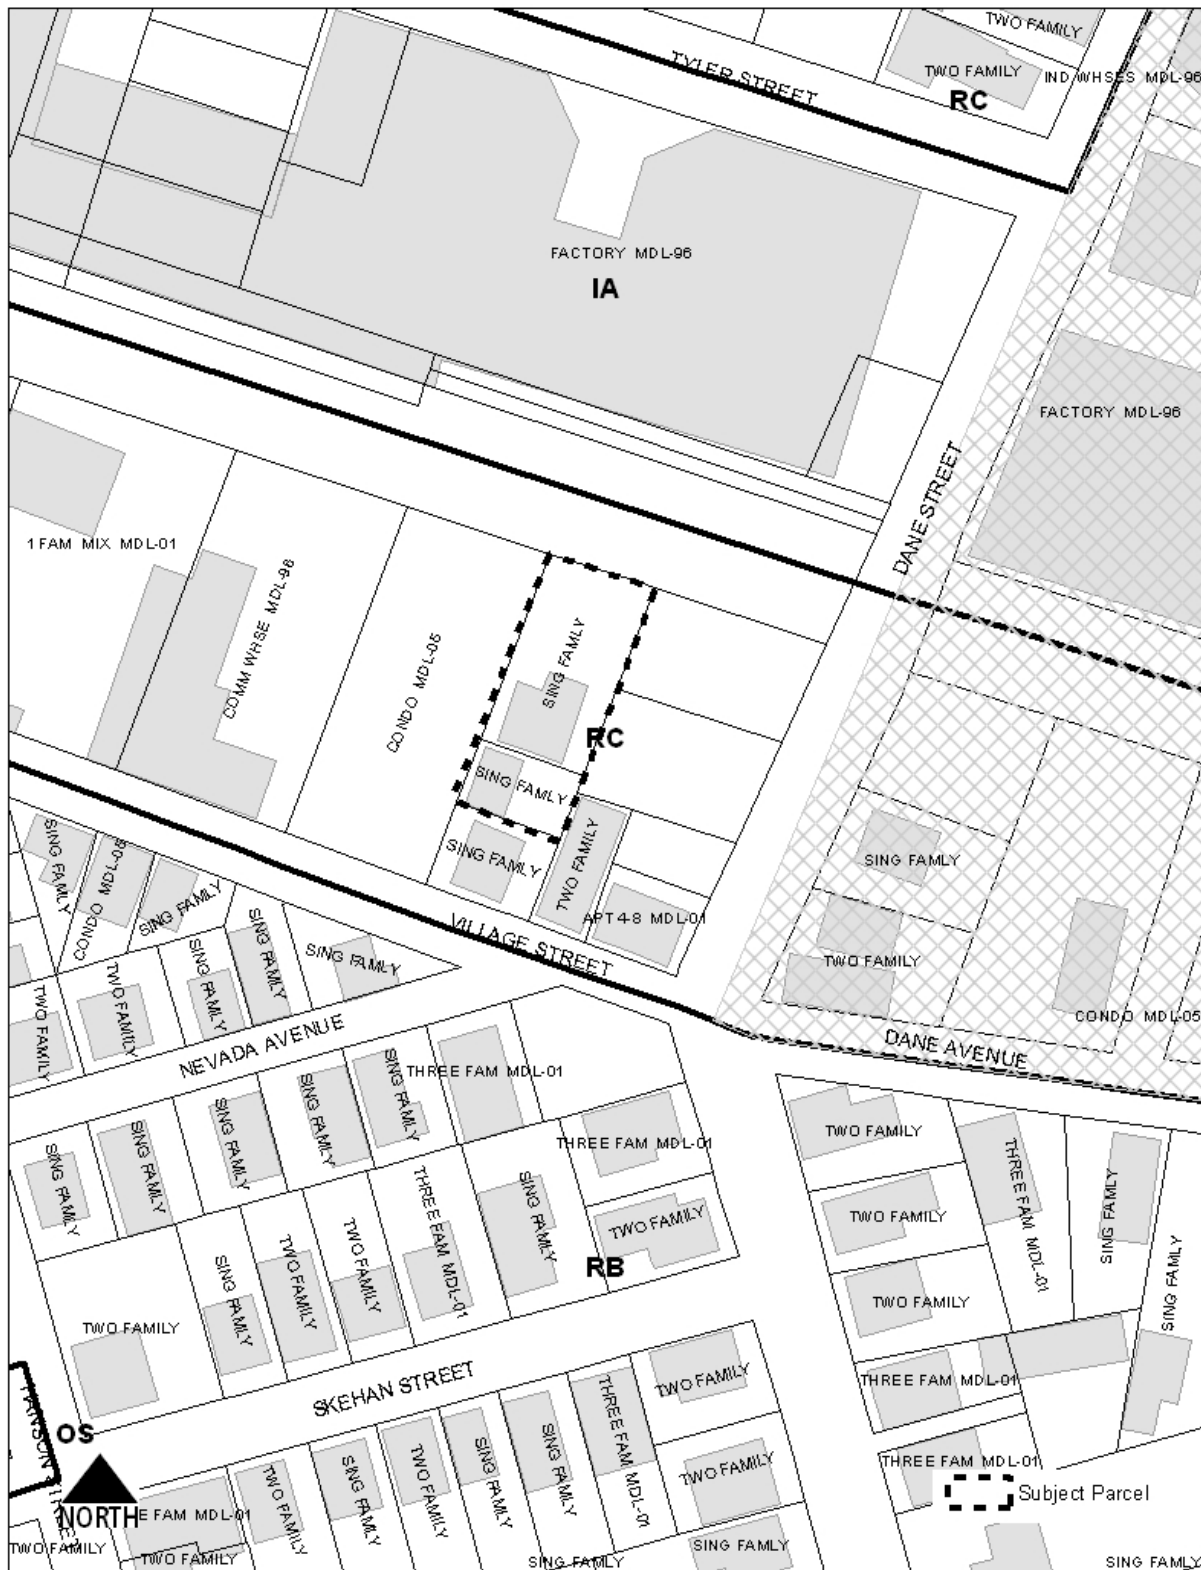 TWO FAMILY
TYLER STREET
TWO FAMILY
IND WHSES MDL-96
RC
FACTORY MDL-96
IA
FACTORY MDL-96
DANE STREET
1 FAM MIX MDL-01
COMM WHSE MDL-96
CONDO MDL-05
SING FAMLY
RC
SING FAMLY
SING FAMLY
TWO FAMILY
APT 4-8 MDL-01
SING FAMLY
TWO FAMILY
CONDO MDL-05
DANE AVENUE
VILLAGE STREET
SING FAMLY
CONDO MDL-05
SING FAMLY
SING FAMLY
SING FAMLY
TWO FAMILY
TWO FAMILY
SING FAMLY
NEVADA AVENUE
SING FAMLY
SING FAMLY
SING FAMLY
SING FAMLY
SING FAMLY
THREE FAM MDL-01
THREE FAM MDL-01
TWO FAMILY
THREE FAM MDL-01
SING FAMLY
SING FAMLY
TWO FAMILY
SING FAMLY
TWO FAMILY
TWO FAMILY
THREE FAM MDL-01
SING FAMLY
TWO FAMILY
RB
TWO FAMILY
TWO FAMILY
THREE FAM MDL-01
SKEHAN STREET
TWO FAMILY
THREE FAM MDL-01
SING FAMLY
SING FAMLY
TWO FAMILY
SING FAMLY
TWO FAMILY
TWO FAMILY
THREE FAM MDL-01
HANSON STREET
OS
NORTH
E FAM MDL-01
TWO FAMILY
TWO FAMILY
SING FAMLY
SING FAMLY
SING FAMLY
Subject Parcel